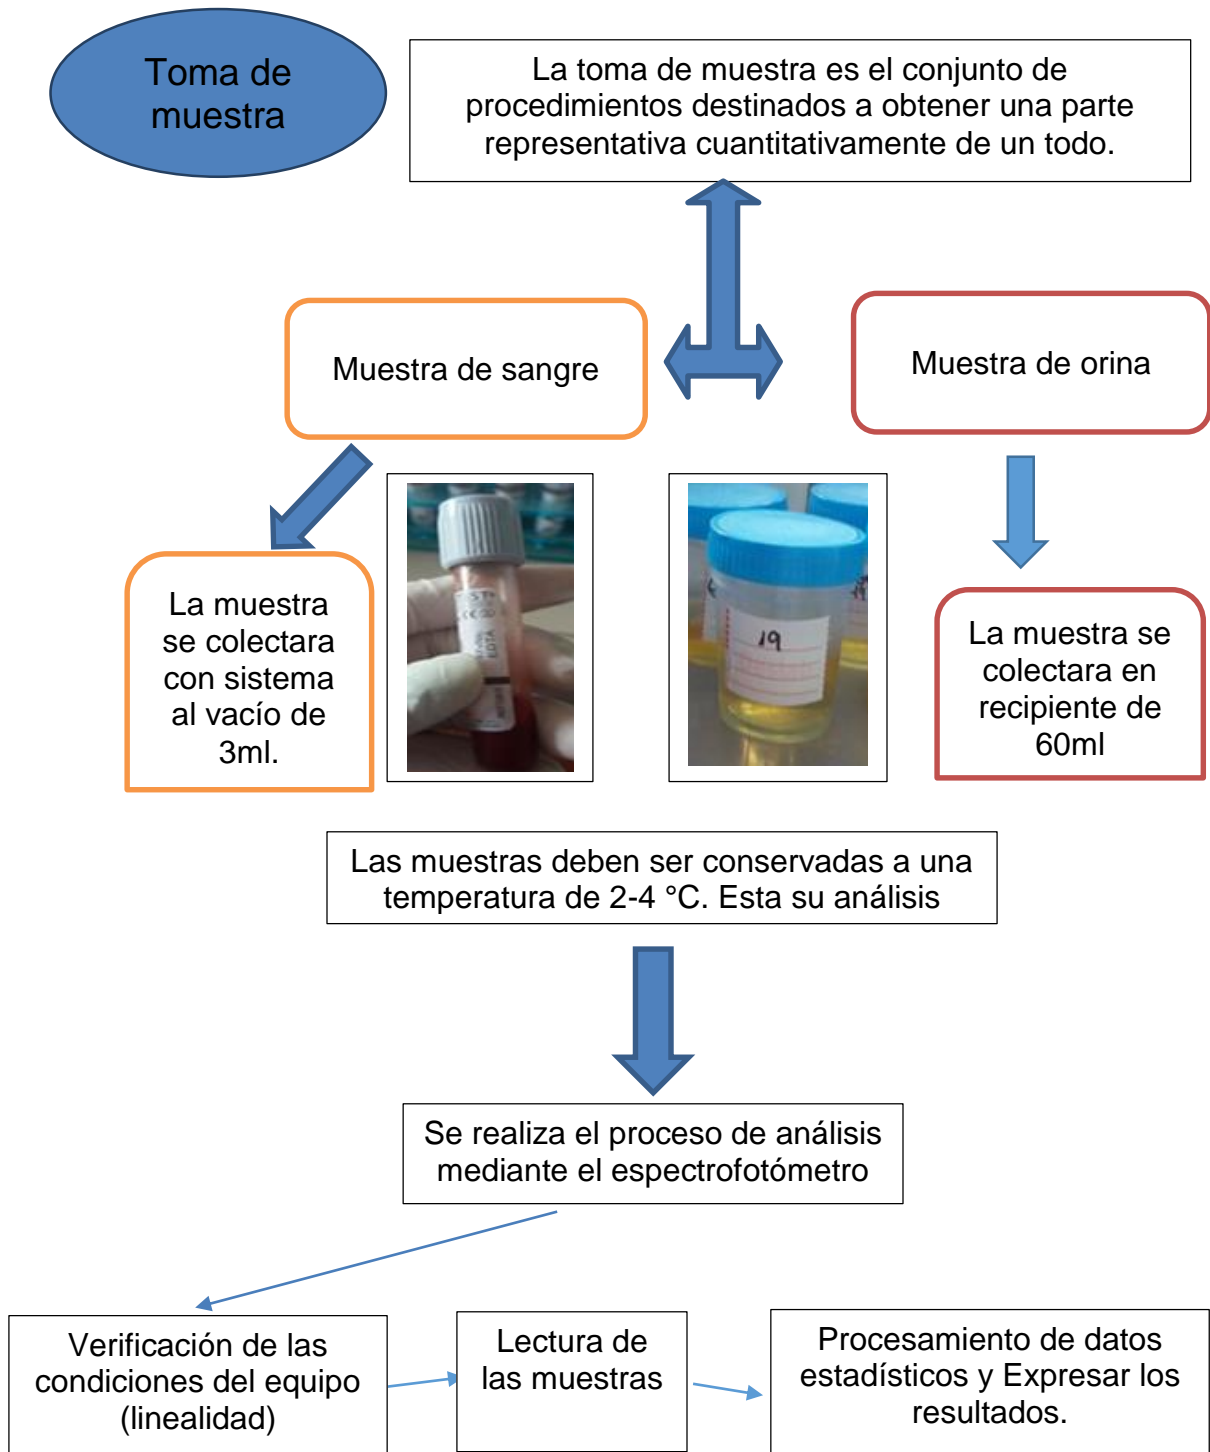 Toma de
muestra
La toma de muestra es el conjunto de
procedimientos destinados a obtener una parte
representativa cuantitativamente de un todo.
Muestra de sangre
Muestra de orina
La muestra
se colectara
con sistema
al vacío de
3ml.
EDTA
19
La muestra se
colectara en
recipiente de
60ml
Las muestras deben ser conservadas a una
temperatura de 2-4 °C. Esta su análisis
Se realiza el proceso de análisis
mediante el espectrofotómetro
Verificación de las
condiciones del equipo
(linealidad)
Lectura de
las muestras
Procesamiento de datos
estadísticos y Expresar los
resultados.